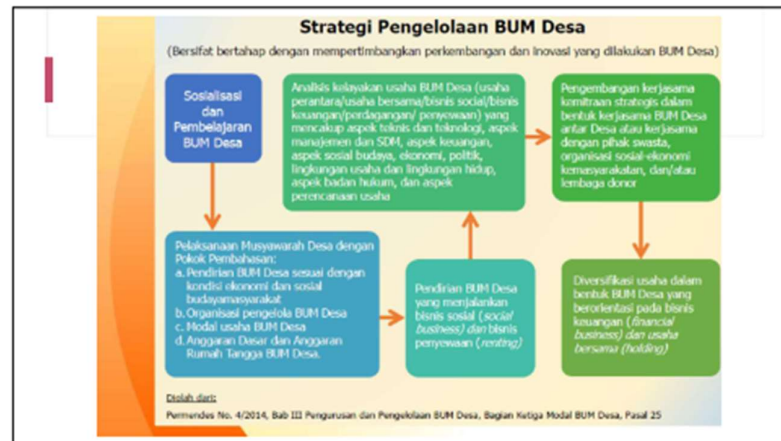 Strategi Pengelolaan BUM Desa
(Bersifat bertahap dengan mempertimbangkan perkembangan dan inovasi yang dilakukan BUM Desa)
Sosialisasi
dan
Pembelajaran
BUM Desa
Pelaksanaan Musyawarah Desa dengan
Pokok Pembahasan:
a. Pendirian BUM Desa sesuai dengan
kondisi ekonomi dan sosial
budayamasyarakat
b. Organisasi pengelola BUM Desa
c. Modal usaha BUM Desa
d. Anggaran Dasar dan Anggaran
Rumah Tangga BUM Desa.
Pendirian BUM Desa
yang menjalankan
bisnis sosial (social
business) dan bisnis
penyewaan (renting)
Analisis kelayakan usaha BUM Desa (usaha
perantara/usaha bersama/bisnis social/bisnis
keuangan/perdagangan/ penyewaan) yang
mencakup aspek teknis dan teknologi, aspek
manajemen dan SDM, aspek keuangan,
aspek sosial budaya, ekonomi, politik,
lingkungan usaha dan lingkungan hidup,
aspek badan hukum, dan aspek
perencanaan usaha
Pengembangan kerjasama
kemitraan strategis dalam
bentuk kerjasama BUM Desa
antar Desa atau kerjasama
dengan pihak swasta,
organisasi sosial-ekonomi
kemasyarakatan, dan/atau
lembaga donor
Diversifikasi usaha dalam
bentuk BUM Desa yang
berorientasi pada bisnis
keuangan (financial
business) dan usaha
bersama (holding)
Diolah dari:
Permendes No. 4/2014, Bab III Pengurusan dan Pengelolaan BUM Desa, Bagian Ketiga Modal BUM Desa, Pasal 25